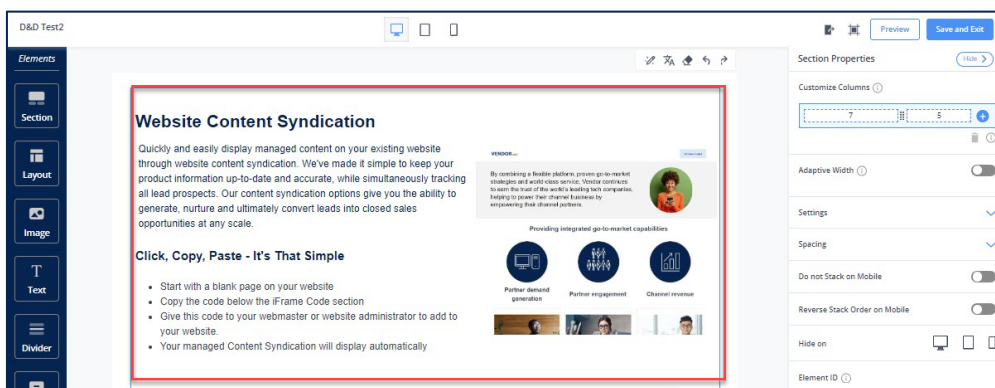 D&D Test2
Preview
Save and Exit
Elements
Section
Layout
Image
T
Text
Divider
Website Content Syndication
Quickly and easily display managed content on your existing website
through website content syndication. We've made it simple to keep your
product information up-to-date and accurate, while simultaneously tracking
all lead prospects. Our content syndication options give you the ability to
generate, nurture and ultimately convert leads into closed sales
opportunities at any scale.
Click, Copy, Paste - It's That Simple
Start with a blank page on your website
Copy the code below the iFrame Code section
Give this code to your webmaster or website administrator to add to
your website.
Your managed Content Syndication will display automatically
VENDOR
By combining a flexible platform, proven go-to-market
strategies and world-class service, Vendor continues
to earn the trust of the world's leading tech companies,
helping to power their channel business by
empowering their channel partners.
Providing integrated go-to-market capabilities
Partner demand
generation
Partner engagement
Channel revenue
Section Properties
Hide >
Customize Columns
7
5
Adaptive Width
Settings
Spacing
Do not Stack on Mobile
Reverse Stack Order on Mobile
Hide on
Element ID